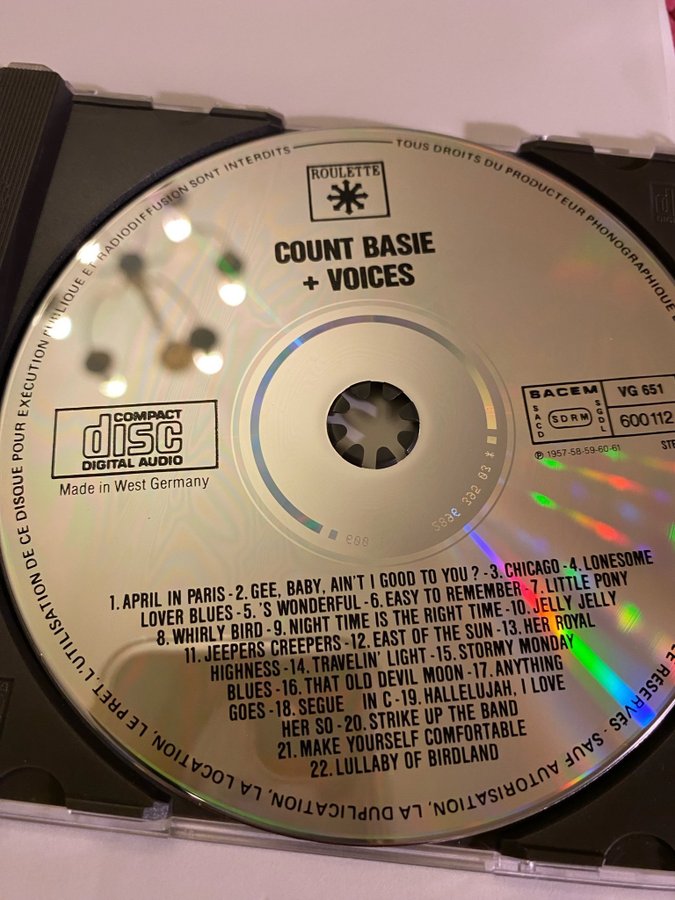 TOUS DROITS DU PRODUCTEUR PHONOGRAPHIQUE
ROULETTE
COUNT BASIE
+ VOICES
BACEM
VG 651
SACD
SDRM
SGDL
600112
℗ 1957-58-59-60-61
COMPACT
disc
DIGITAL AUDIO
Made in West Germany
1. APRIL IN PARIS - 2. GEE, BABY, AIN'T I GOOD TO YOU ? - 3. CHICAGO - 4. LONESOME
LOVER BLUES - 5. 'S WONDERFUL - 6. EASY TO REMEMBER - 7. LITTLE PONY
8. WHIRLY BIRD - 9. NIGHT TIME IS THE RIGHT TIME - 10. JELLY JELLY
11. JEEPERS CREEPERS - 12. EAST OF THE SUN - 13. HER ROYAL
HIGHNESS - 14. TRAVELIN' LIGHT - 15. STORMY MONDAY
BLUES - 16. THAT OLD DEVIL MOON - 17. ANYTHING
GOES - 18. SEGUE IN C - 19. HALLELUJAH, I LOVE
HER SO - 20. STRIKE UP THE BAND
21. MAKE YOURSELF COMFORTABLE
22. LULLABY OF BIRDLAND
RÉSERVÉS - SAUF AUTORISATION, LA DUPLICATION, LA LOCATION, LE PRET, L'UTILISATION DE CE DISQUE POUR EXECUTION PUBLIQUE ET RADIODIFFUSION SONT INTERDITS